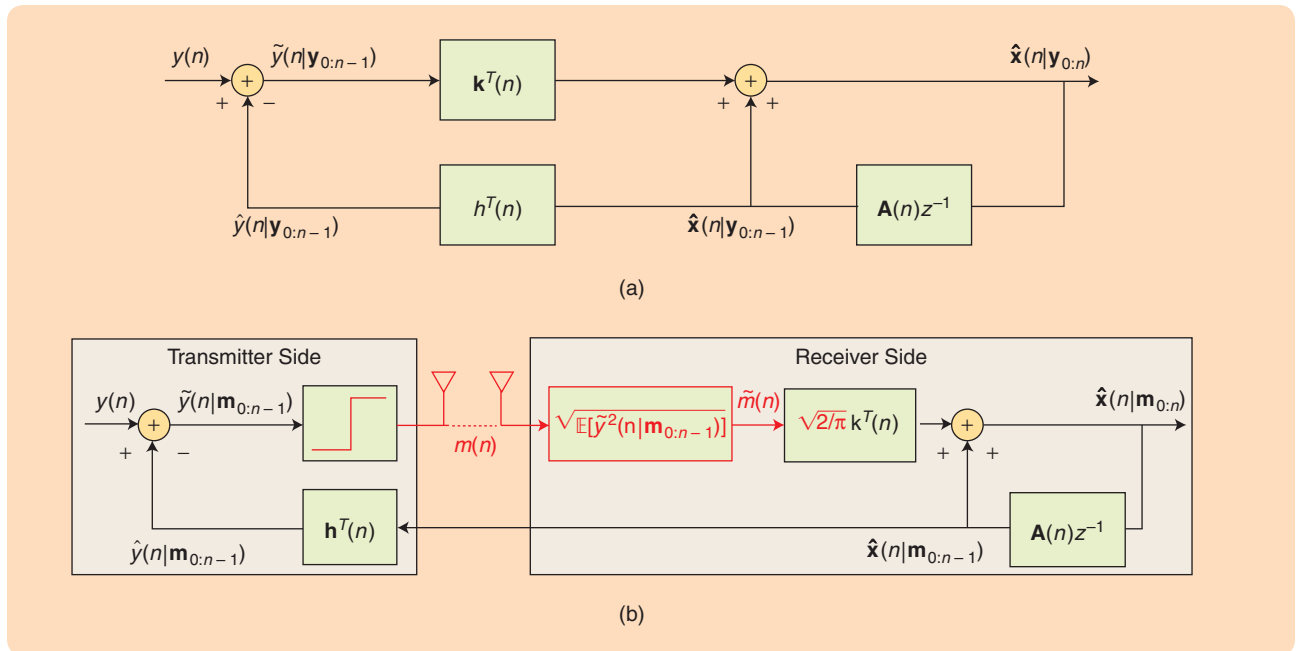 y(n)
ỹ(n|𝐲₀:ₙ₋₁)
𝐤ᵀ(n)
𝐱̂(n|𝐲₀:ₙ)
+
−
+
+
+
+
hᵀ(n)
𝐀(n)z⁻¹
ŷ(n|𝐲₀:ₙ₋₁)
𝐱̂(n|𝐲₀:ₙ₋₁)
(a)
Transmitter Side
Receiver Side
y(n)
ỹ(n|𝐦₀:ₙ₋₁)
m(n)
√𝔼[ỹ²(n|𝐦₀:ₙ₋₁)]
m̃(n)
√2/π kᵀ(n)
𝐱̂(n|𝐦₀:ₙ)
+
−
+
+
+
+
𝐡ᵀ(n)
𝐀(n)z⁻¹
ŷ(n|𝐦₀:ₙ₋₁)
𝐱̂(n|𝐦₀:ₙ₋₁)
(b)